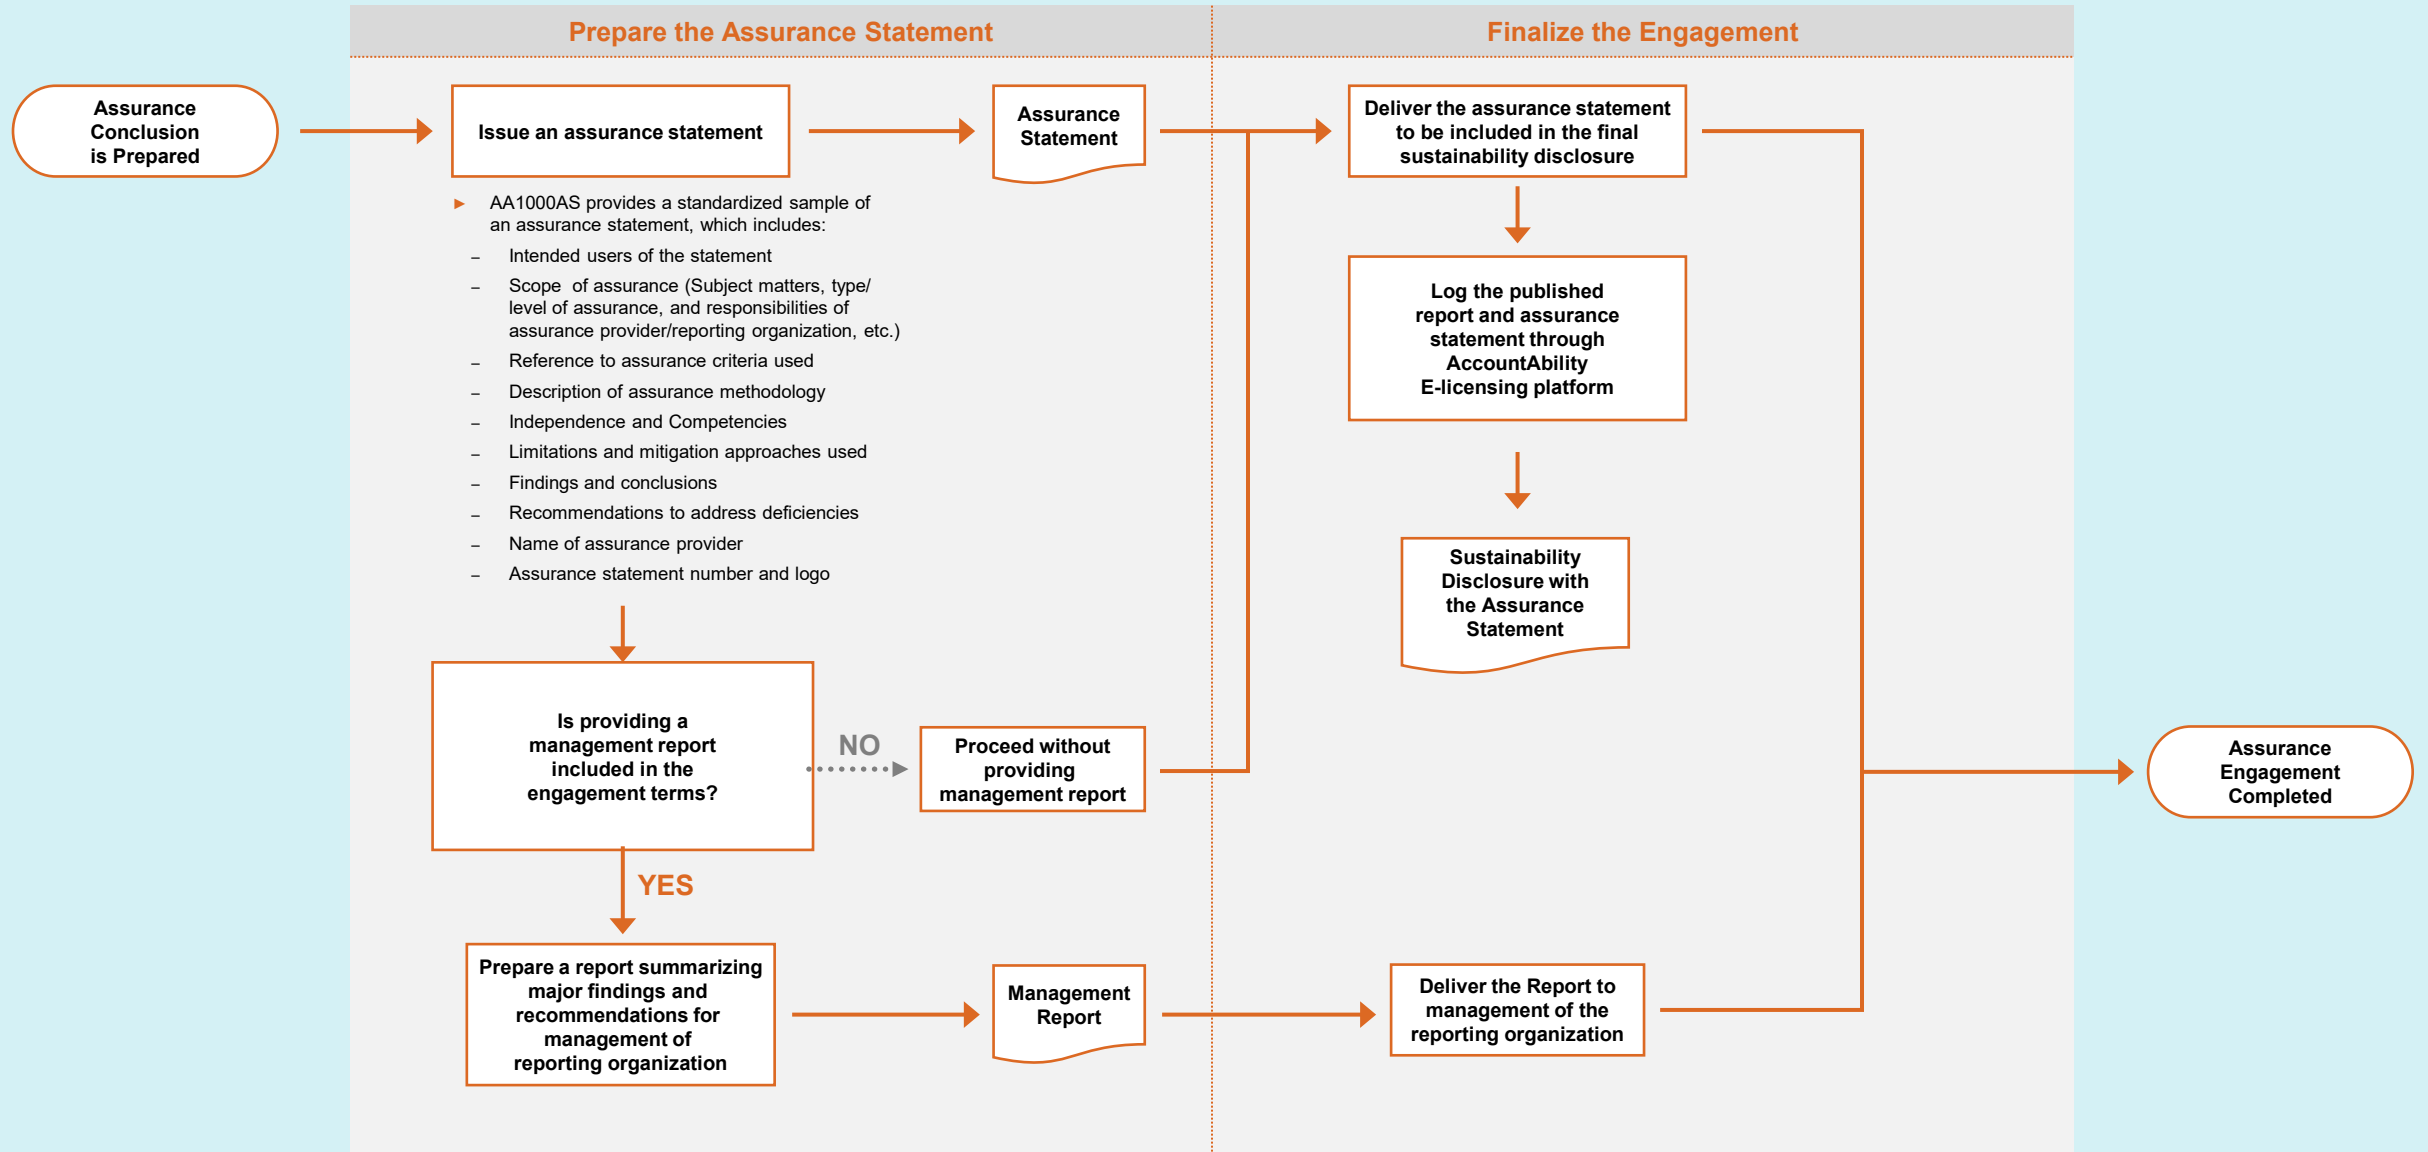 Prepare the Assurance Statement
Finalize the Engagement
Assurance
Conclusion
is Prepared
Issue an assurance statement
Assurance
Statement
Deliver the assurance statement
to be included in the final
sustainability disclosure
► AA1000AS provides a standardized sample of
an assurance statement, which includes:
– Intended users of the statement
– Scope of assurance (Subject matters, type/
level of assurance, and responsibilities of
assurance provider/reporting organization, etc.)
– Reference to assurance criteria used
– Description of assurance methodology
– Independence and Competencies
– Limitations and mitigation approaches used
– Findings and conclusions
– Recommendations to address deficiencies
– Name of assurance provider
– Assurance statement number and logo
Log the published
report and assurance
statement through
AccountAbility
E-licensing platform
Sustainability
Disclosure with
the Assurance
Statement
Is providing a
management report
included in the
engagement terms?
NO
Proceed without
providing
management report
Assurance
Engagement
Completed
YES
Prepare a report summarizing
major findings and
recommendations for
management of
reporting organization
Management
Report
Deliver the Report to
management of the
reporting organization